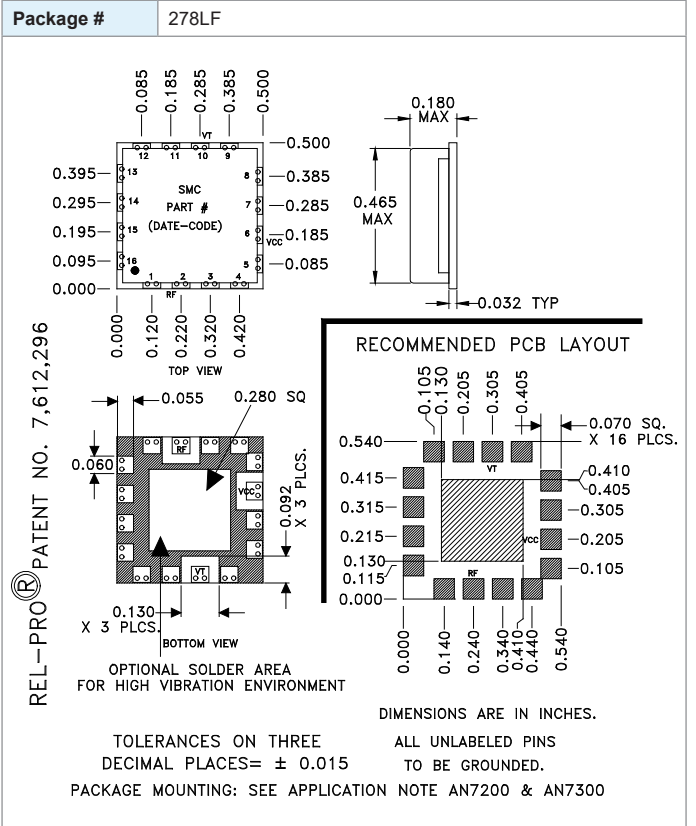 Package # 278LF
0.085 0.185 0.285 0.385 0.500
VT
12 11 10 9
0.500
0.395 13 8 0.385
SMC
0.295 14 PART # 7 0.285
(DATE-CODE)
0.195 15 6 0.185
VCC
0.095 16 5 0.085
0.000 1 2 3 4
RF
0.000 0.120 0.220 0.320 0.420
TOP VIEW
0.180
MAX
0.465
MAX
0.032 TYP
REL-PRO® PATENT NO. 7,612,296
0.055 0.280 SQ
RF
0.060
VCC
0.092
X 3 PLCS.
VT
0.130
X 3 PLCS.
BOTTOM VIEW
OPTIONAL SOLDER AREA
FOR HIGH VIBRATION ENVIRONMENT
RECOMMENDED PCB LAYOUT
0.105 0.130 0.205 0.305 0.405
0.070 SQ.
X 16 PLCS.
0.540
VT
0.410
0.415 0.405
0.315 0.305
0.215 VCC 0.205
0.130
0.115 RF 0.105
0.000
0.000 0.140 0.240 0.340 0.410 0.440 0.540
DIMENSIONS ARE IN INCHES.
TOLERANCES ON THREE
DECIMAL PLACES= ± 0.015
ALL UNLABELED PINS
TO BE GROUNDED.
PACKAGE MOUNTING: SEE APPLICATION NOTE AN7200 & AN7300